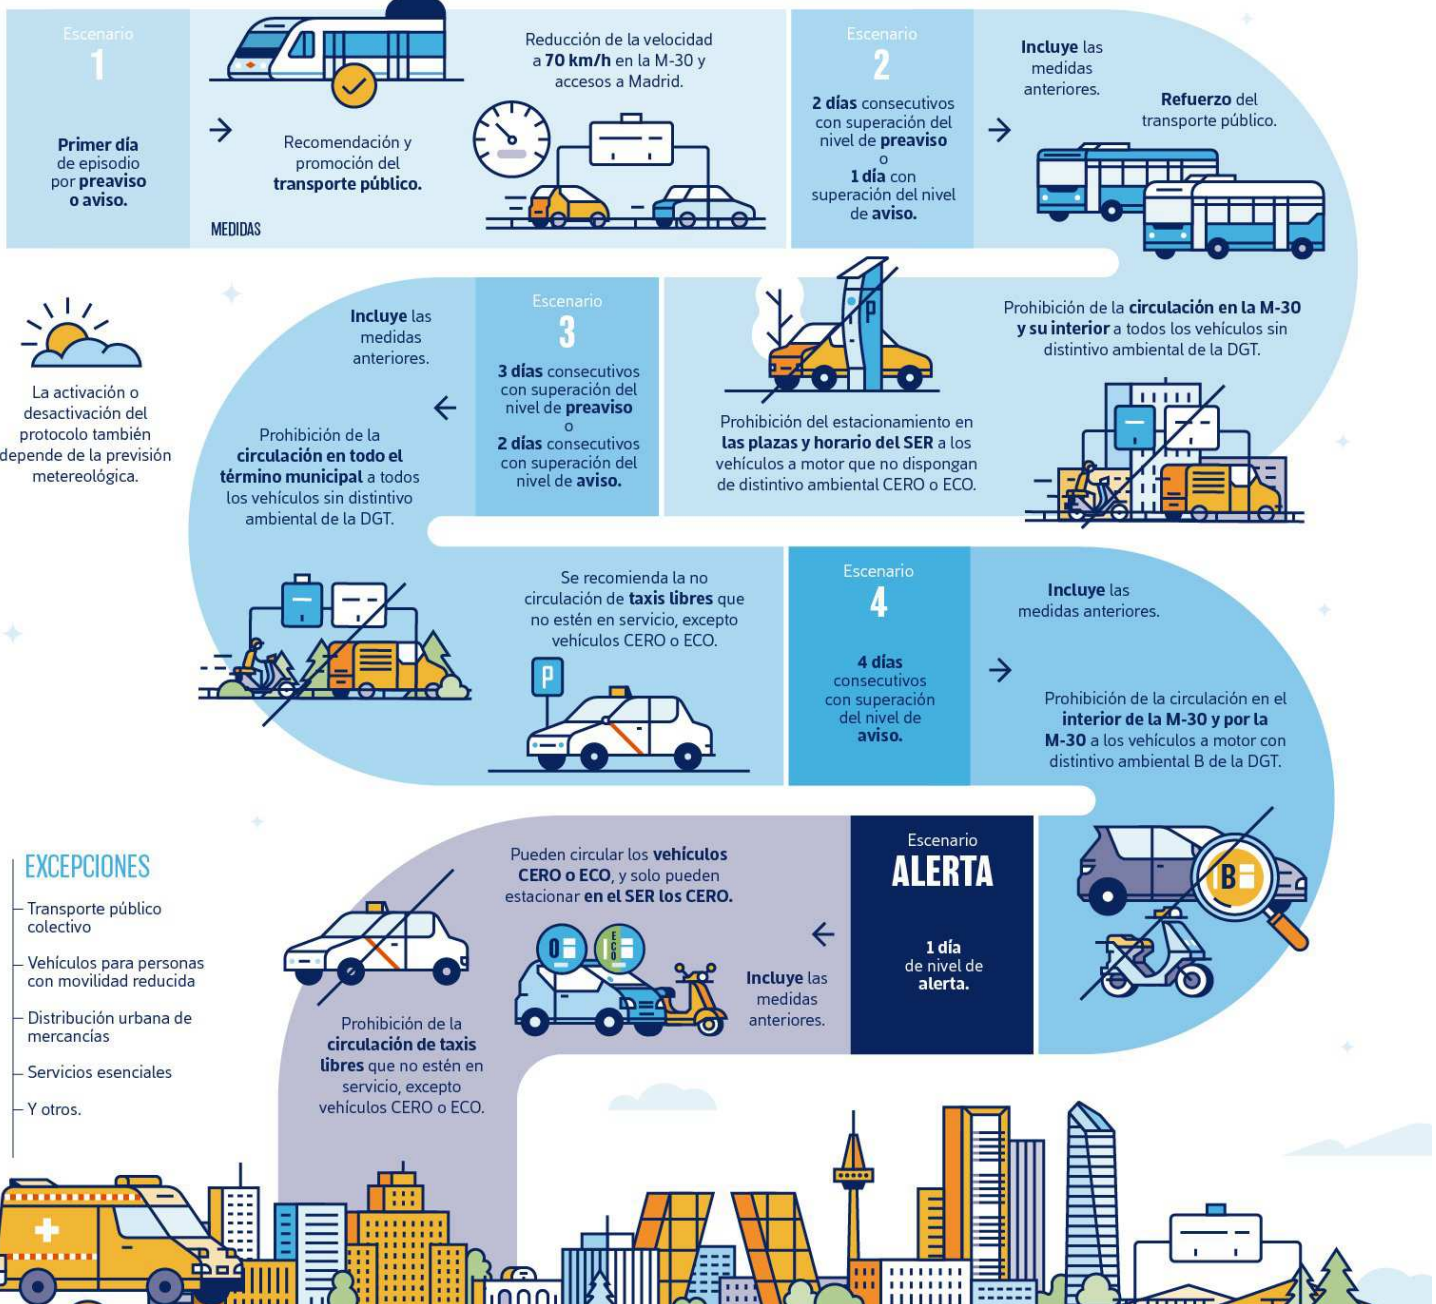 Escenario
1
Primer día
de episodio
por preaviso
o aviso.
MEDIDAS
Recomendación y
promoción del
transporte público.
Reducción de la velocidad
a 70 km/h en la M-30 y
accesos a Madrid.
Escenario
2
2 días consecutivos
con superación del
nivel de preaviso
o
1 día con
superación del nivel
de aviso.
Incluye las
medidas
anteriores.
Refuerzo del
transporte público.
Prohibición de la circulación en la M-30
y su interior a todos los vehículos sin
distintivo ambiental de la DGT.
P
Prohibición del estacionamiento en
las plazas y horario del SER a los
vehículos a motor que no dispongan
de distintivo ambiental CERO o ECO.
Escenario
3
3 días consecutivos
con superación del
nivel de preaviso
o
2 días consecutivos
con superación del
nivel de aviso.
Incluye las
medidas
anteriores.
Prohibición de la
circulación en todo el
término municipal a todos
los vehículos sin distintivo
ambiental de la DGT.
La activación o
desactivación del
protocolo también
depende de la previsión
metereológica.
Se recomienda la no
circulación de taxis libres que
no estén en servicio, excepto
vehículos CERO o ECO.
P
Escenario
4
4 días
consecutivos
con superación
del nivel de
aviso.
Incluye las
medidas anteriores.
Prohibición de la circulación en el
interior de la M-30 y por la
M-30 a los vehículos a motor con
distintivo ambiental B de la DGT.
B
Escenario
ALERTA
1 día
de nivel de
alerta.
Incluye las
medidas
anteriores.
Pueden circular los vehículos
CERO o ECO, y solo pueden
estacionar en el SER los CERO.
0
ECO
Prohibición de la
circulación de taxis
libres que no estén en
servicio, excepto
vehículos CERO o ECO.
EXCEPCIONES
Transporte público
colectivo
Vehículos para personas
con movilidad reducida
Distribución urbana de
mercancías
Servicios esenciales
Y otros.